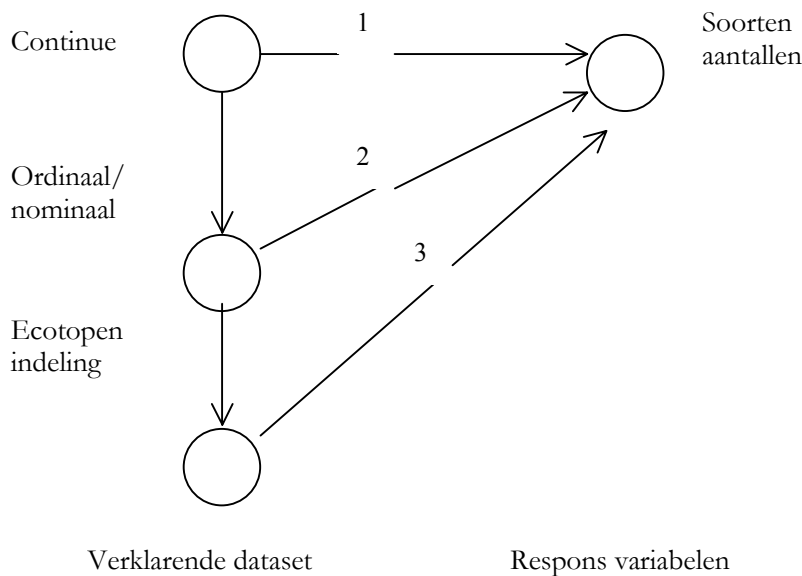 Continue
1
Soorten
aantallen
2
Ordinaal/
nominaal
3
Ecotopen
indeling
Verklarende dataset
Respons variabelen